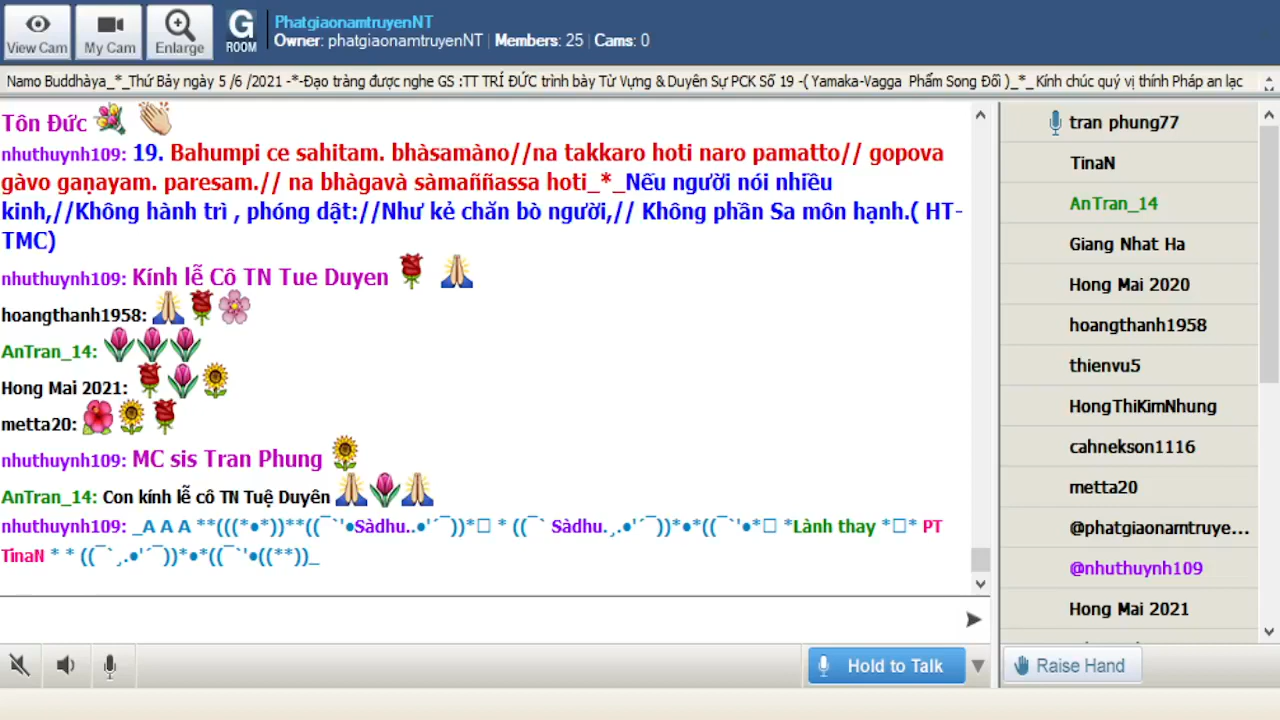 View Cam
My Cam
Enlarge
G
ROOM
PhatgiaonamtruyenNT
Owner: phatgiaonamtruyenNT | Members: 25 | Cams: 0
Namo Buddhàya_*_Thứ Bảy ngày 5 /6 /2021 -*-Đạo tràng được nghe GS :TT TRÍ ĐỨC trình bày Từ Vựng & Duyên Sự PCK Số 19 -( Yamaka-Vagga Phẩm Song Đối )_*_Kính chúc quý vị thính Pháp an lạc
Tôn Đức
nhuthuynh109: 19. Bahumpi ce sahitam. bhàsamàno//na takkaro hoti naro pamatto// gopova
gàvo gaṇayam. paresam.// na bhàgavà sàmaññassa hoti_*_Nếu người nói nhiều
kinh,//Không hành trì , phóng dật://Như kẻ chăn bò người,// Không phần Sa môn hạnh.( HT-
TMC)
nhuthuynh109: Kính lễ Cô TN Tue Duyen
hoangthanh1958:
AnTran_14:
Hong Mai 2021:
metta20:
nhuthuynh109: MC sis Tran Phung
AnTran_14: Con kính lễ cô TN Tuệ Duyên
nhuthuynh109: _A A A **(((*•*))**((¯`'•Sàdhu..•'´¯))*• * ((¯` Sàdhu.¸.•'´¯))*•*((¯`'•* *Lành thay ** PT
TinaN * * ((¯`¸.•'´¯))*•*((¯`'•((**))_
tran phung77
TinaN
AnTran_14
Giang Nhat Ha
Hong Mai 2020
hoangthanh1958
thienvu5
HongThiKimNhung
cahnekson1116
metta20
@phatgiaonamtruye...
@nhuthuynh109
Hong Mai 2021
Hold to Talk
Raise Hand